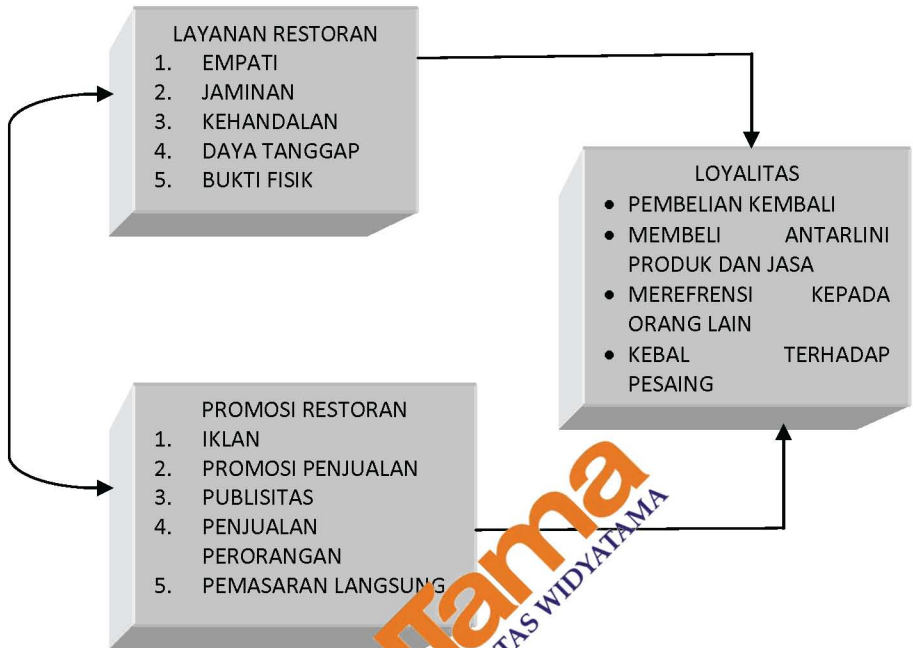 LAYANAN RESTORAN
1. EMPATI
2. JAMINAN
3. KEHANDALAN
4. DAYA TANGGAP
5. BUKTI FISIK
LOYALITAS
• PEMBELIAN KEMBALI
• MEMBELI ANTARLINI
PRODUK DAN JASA
• MEREFRENSI KEPADA
ORANG LAIN
• KEBAL TERHADAP
PESAING
PROMOSI RESTORAN
1. IKLAN
2. PROMOSI PENJUALAN
3. PUBLISITAS
4. PENJUALAN
PERORANGAN
5. PEMASARAN LANGSUNG
Tama
TAS WIDYATAMA